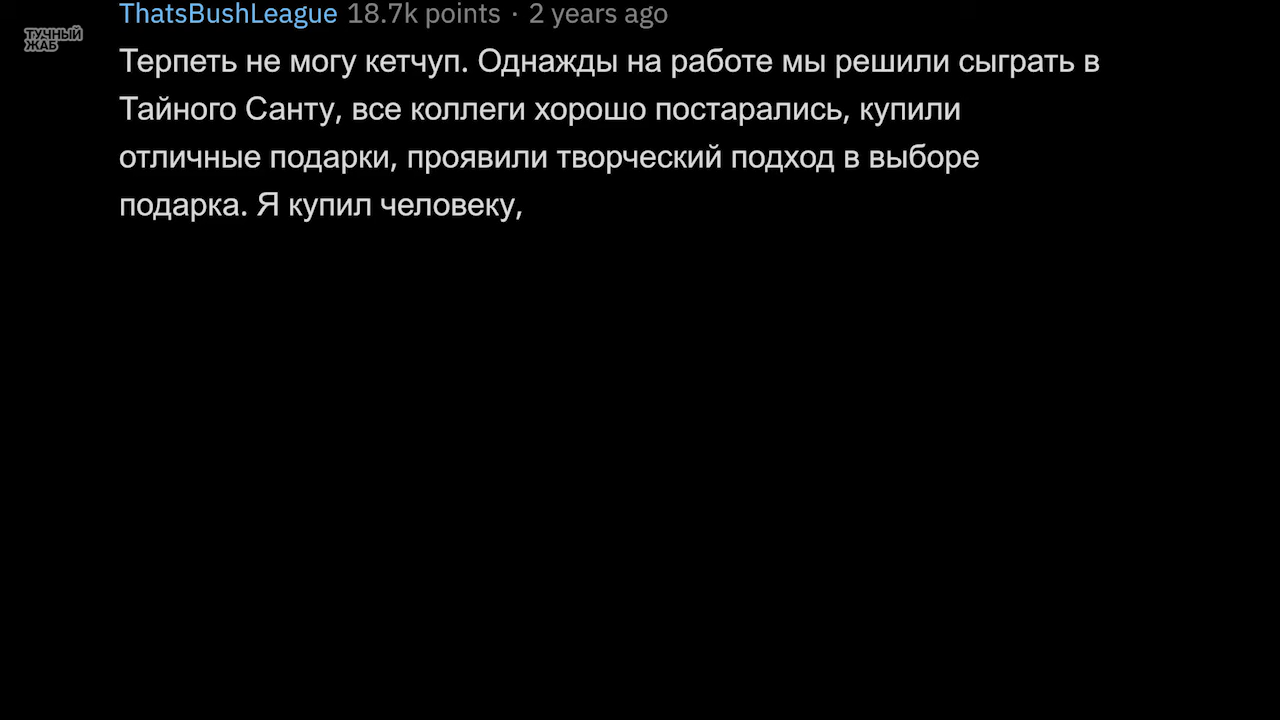 ThatsBushLeague 18.7k points · 2 years ago
ТУЧНЫЙ
ЖАБ
Терпеть не могу кетчуп. Однажды на работе мы решили сыграть в
Тайного Санту, все коллеги хорошо постарались, купили
отличные подарки, проявили творческий подход в выборе
подарка. Я купил человеку,